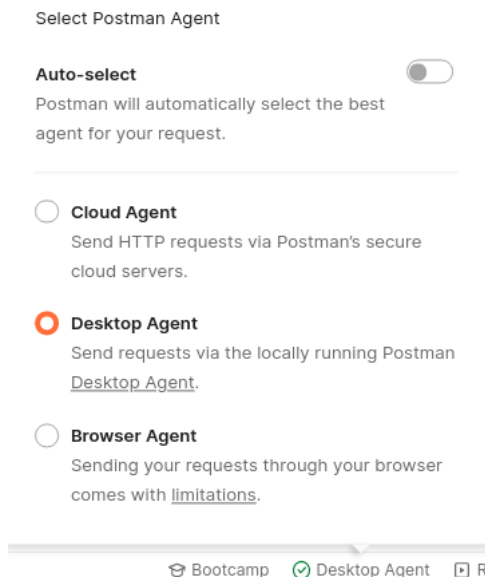 Select Postman Agent
Auto-select
Postman will automatically select the best
agent for your request.
Cloud Agent
Send HTTP requests via Postman's secure
cloud servers.
Desktop Agent
Send requests via the locally running Postman
Desktop Agent.
Browser Agent
Sending your requests through your browser
comes with limitations.
Bootcamp Desktop Agent